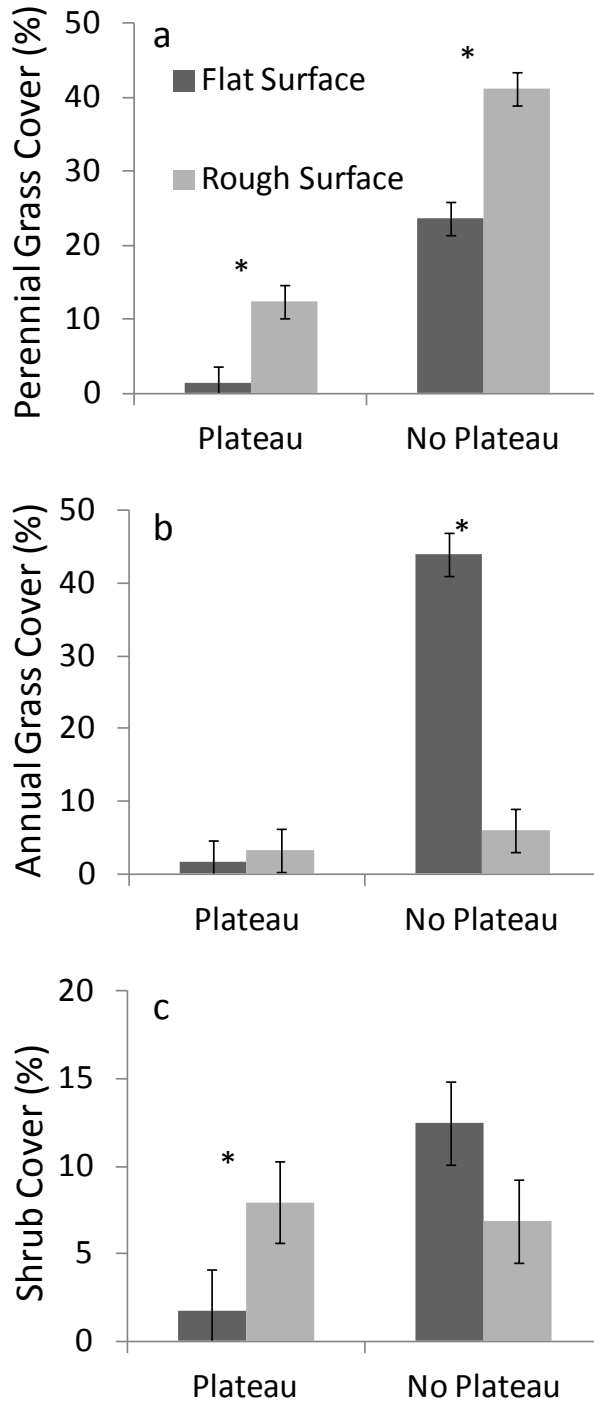 Perennial Grass Cover (%)
50
40
30
20
10
0
a
*
Flat Surface
Rough Surface
*
Plateau
No Plateau
Annual Grass Cover (%)
50
40
30
20
10
0
b
*
Plateau
No Plateau
Shrub Cover (%)
20
15
10
5
0
c
*
Plateau
No Plateau